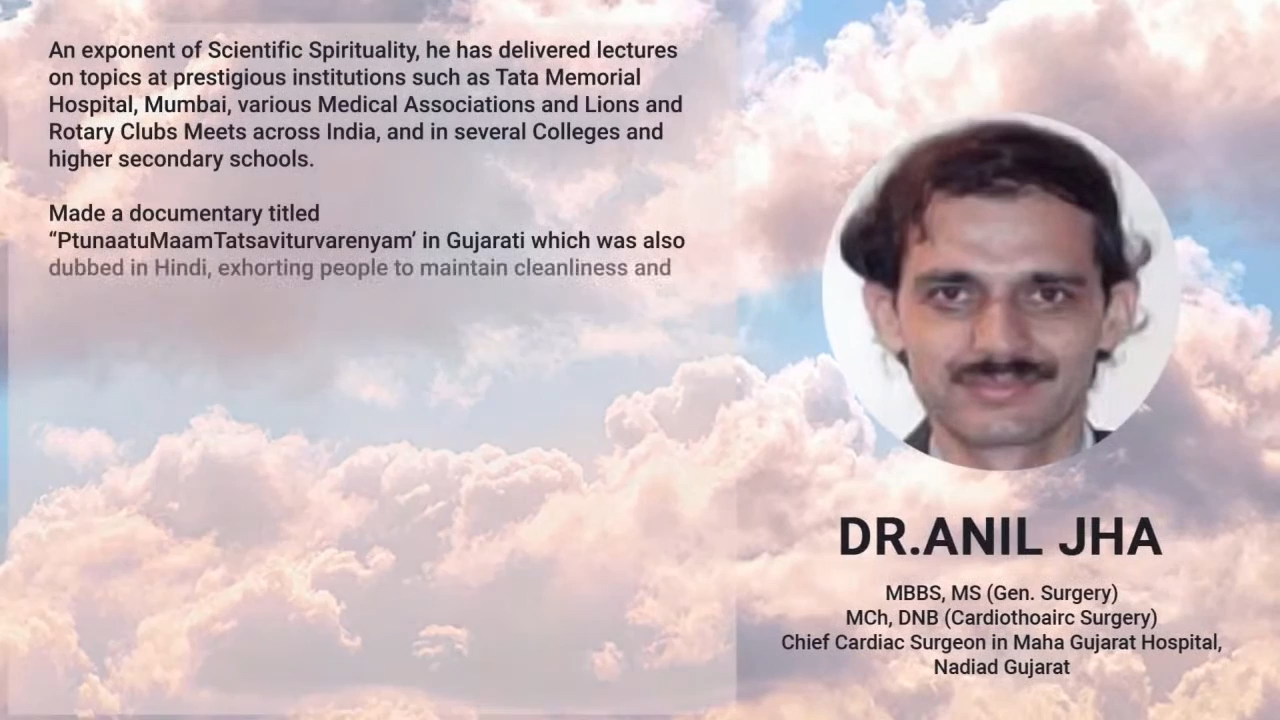 An exponent of Scientific Spirituality, he has delivered lectures
on topics at prestigious institutions such as Tata Memorial
Hospital, Mumbai, various Medical Associations and Lions and
Rotary Clubs Meets across India, and in several Colleges and
higher secondary schools.
Made a documentary titled
“PtunaatuMaamTatsaviturvarenyam’ in Gujarati which was also
dubbed in Hindi, exhorting people to maintain cleanliness and
DR.ANIL JHA
MBBS, MS (Gen. Surgery)
MCh, DNB (Cardiothoairc Surgery)
Chief Cardiac Surgeon in Maha Gujarat Hospital,
Nadiad Gujarat